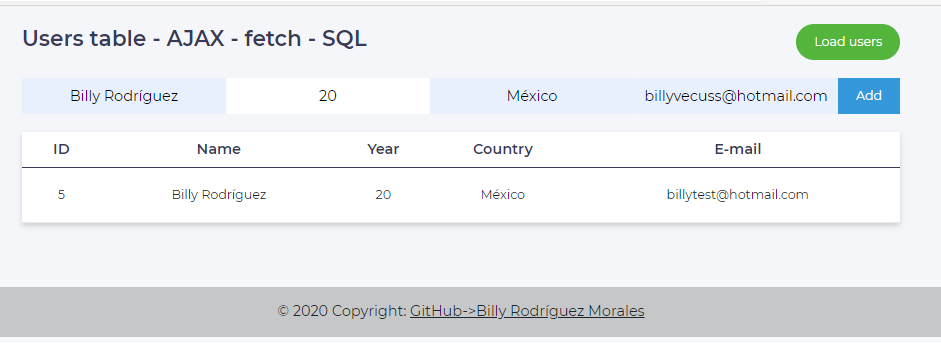 Users table - AJAX - fetch - SQL
Load users
Billy Rodríguez 20 México billyvecuss@hotmail.com Add
ID Name Year Country E-mail
5 Billy Rodríguez 20 México billytest@hotmail.com
© 2020 Copyright: GitHub->Billy Rodríguez Morales